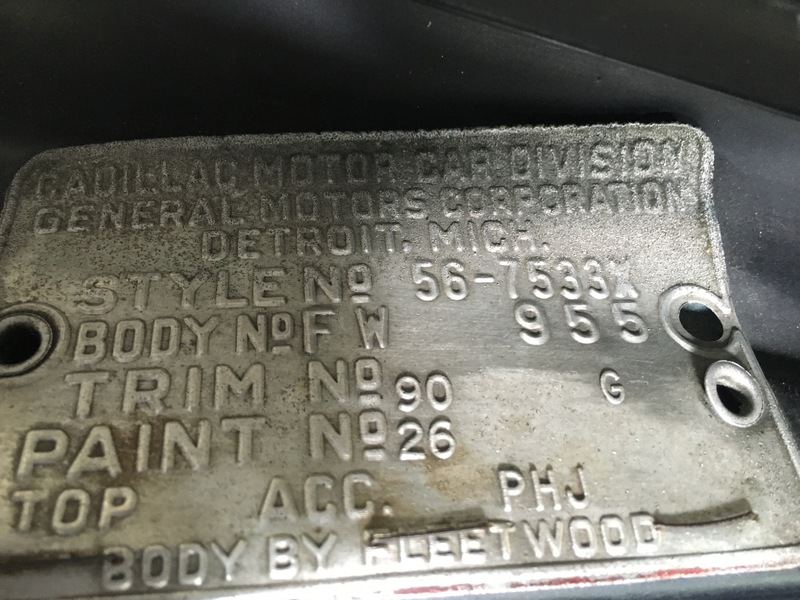 CADILLAC MOTOR CAR DIVISION
GENERAL MOTORS CORPORATION
DETROIT, MICH.
STYLE No 56-7533X
BODY No FW 955
TRIM No 90 G
PAINT No 26
TOP ACC. PHJ
BODY BY FLEETWOOD